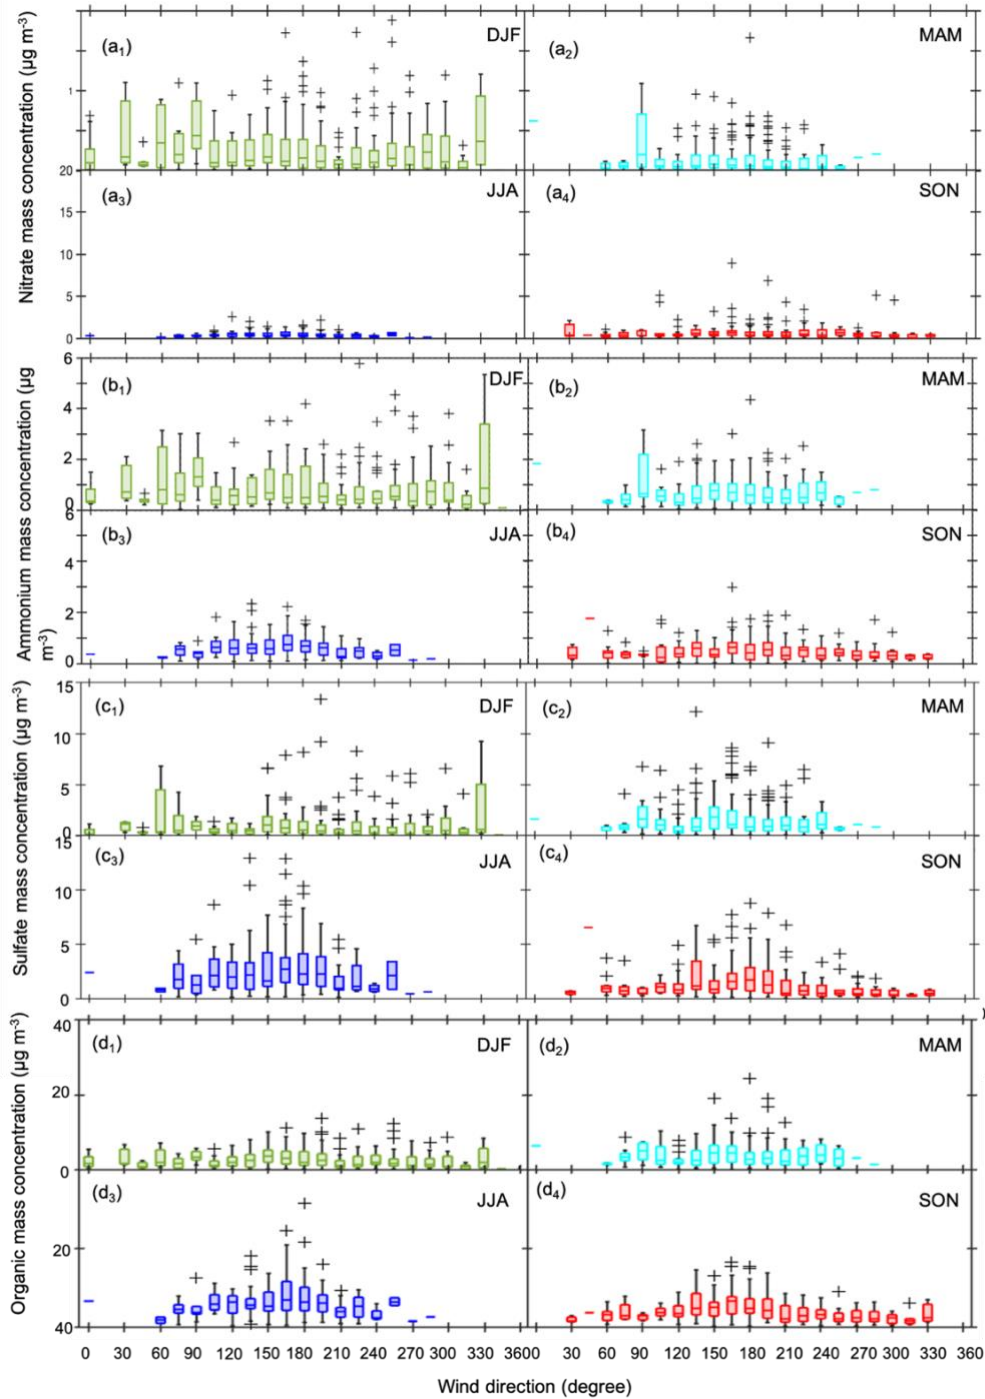 Nitrate mass concentration (µg m-3)
(a1) DJF
(a2) MAM
1
20
(a3) JJA
(a4) SON
15
10
5
0
Ammonium mass concentration (µg m-3)
6
(b1) DJF
(b2) MAM
4
2
0
6
(b3) JJA
(b4) SON
4
2
0
Sulfate mass concentration (µg m-3)
15
(c1) DJF
(c2) MAM
10
5
0
15
(c3) JJA
(c4) SON
10
5
0
Organic mass concentration (µg m-3)
40
(d1) DJF
(d2) MAM
20
0
(d3) JJA
(d4) SON
20
40
0 30 60 90 120 150 180 210 240 270 300 330 3600 30 60 90 120 150 180 210 240 270 300 330 360
Wind direction (degree)